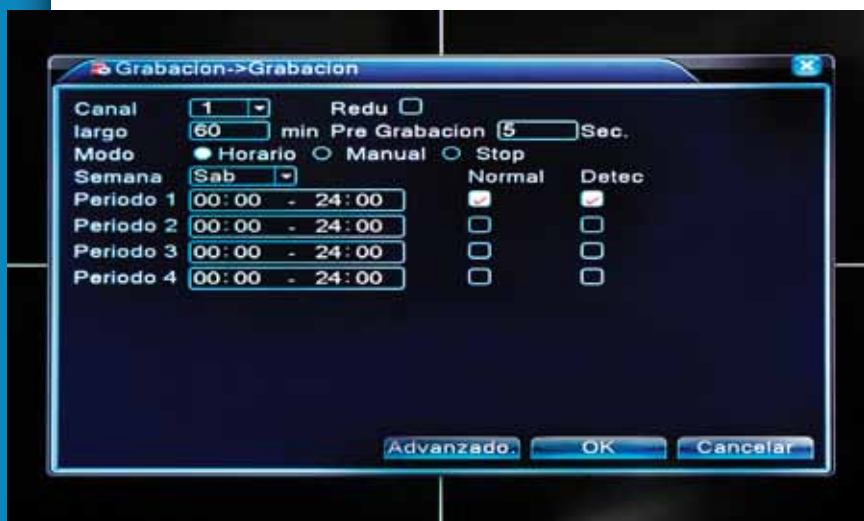 Grabacion->Grabacion
Canal 1 Redu
largo 60 min Pre Grabacion 5 Sec.
Modo Horario Manual Stop
Semana Sab Normal Detec
Periodo 1 00:00 - 24:00
Periodo 2 00:00 - 24:00
Periodo 3 00:00 - 24:00
Periodo 4 00:00 - 24:00
Advanzado. OK Cancelar